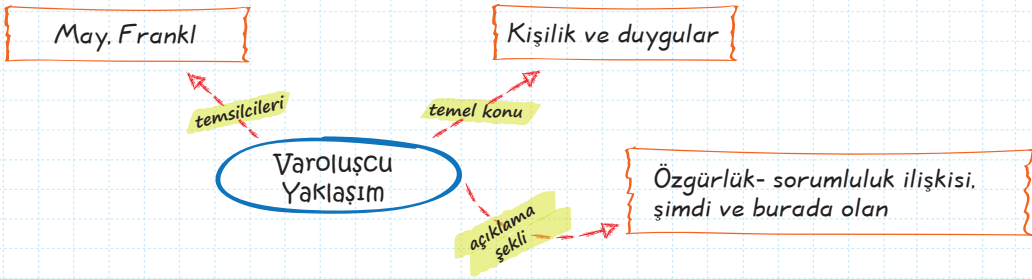 May, Frankl
Kişilik ve duygular
temsilcileri
temel konu
Varoluşcu
Yaklaşım
açıklama
şekli
Özgürlük- sorumluluk ilişkisi,
şimdi ve burada olan